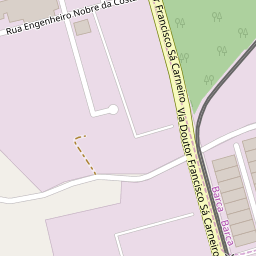 Rua Engenheiro Nobre da Costa
r Francisco Sá Carneiro
Via Doutor Francisco Sá Carneiro
Barca
Barca